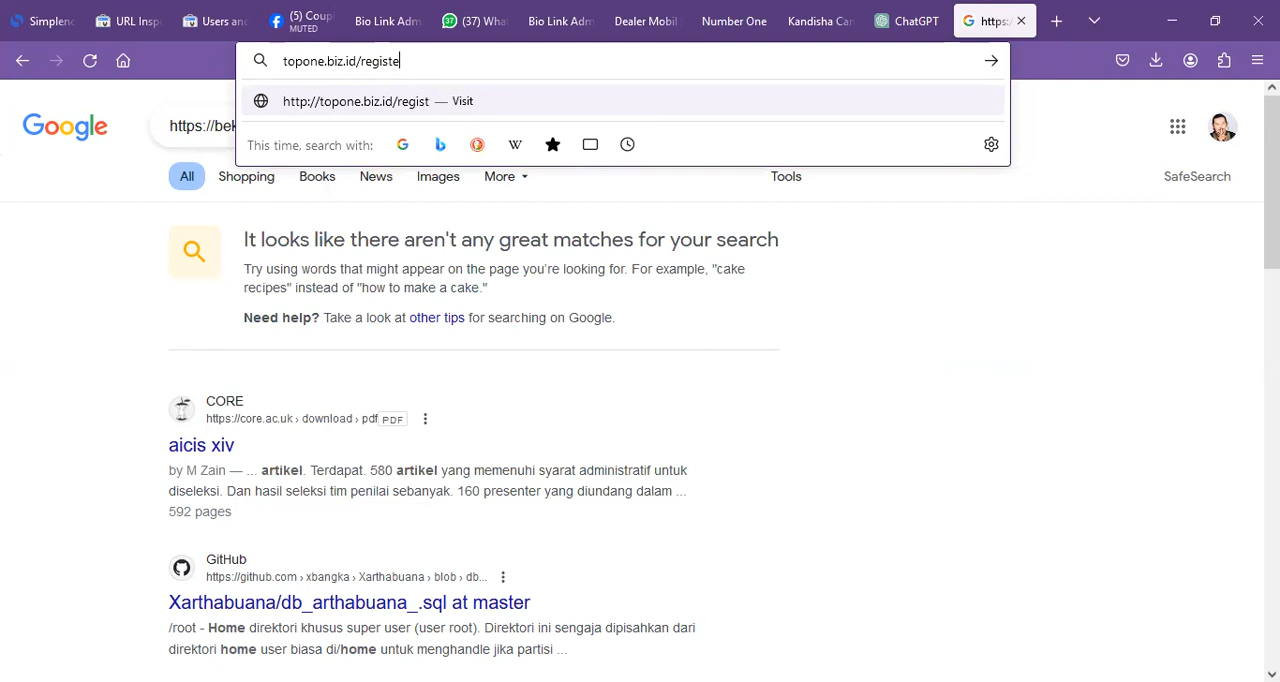 Simplenc
URL Insp
Users and
(5) Coup
MUTED
Bio Link Adm
37
(37) Wha
Bio Link Adm
Dealer Mobil
Number One
Kandisha Can
ChatGPT
https:/
topone.biz.id/registe
http://topone.biz.id/regist — Visit
This time, search with:
Google
https://bek
All
Shopping
Books
News
Images
More
Tools
SafeSearch
It looks like there aren't any great matches for your search
Try using words that might appear on the page you're looking for. For example, "cake
recipes" instead of "how to make a cake."
Need help? Take a look at other tips for searching on Google.
CORE
https://core.ac.uk › download › pdf PDF
aicis xiv
by M Zain — ... artikel. Terdapat. 580 artikel yang memenuhi syarat administratif untuk
diseleksi. Dan hasil seleksi tim penilai sebanyak. 160 presenter yang diundang dalam ...
592 pages
GitHub
https://github.com › xbangka › Xarthabuana › blob › db...
Xarthabuana/db_arthabuana_.sql at master
/root - Home direktori khusus super user (user root). Direktori ini sengaja dipisahkan dari
direktori home user biasa di/home untuk menghandle jika partisi ...